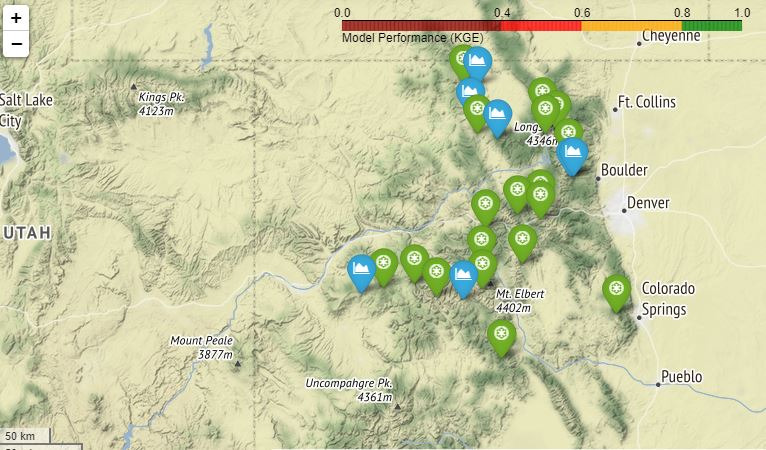 +
−
0.0 0.4 0.6 0.8 1.0
Model Performance (KGE)
Cheyenne
Kings Pk.
4123m
Salt Lake
City
Ft. Collins
Longs
4346m
Boulder
Denver
UTAH
Mt. Elbert
4402m
Colorado
Springs
Mount Peale
3877m
Uncompahgre Pk.
4361m
Pueblo
50 km